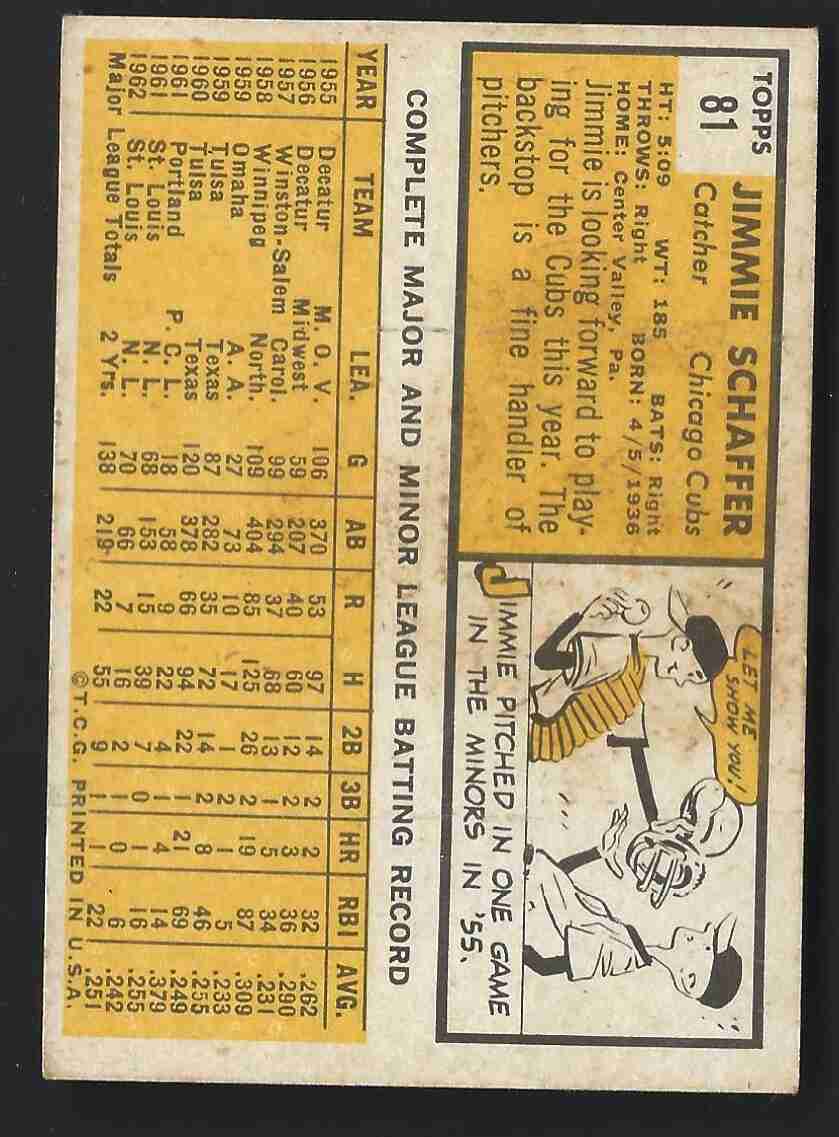 TOPPS
81
JIMMIE SCHAFFER
Catcher Chicago Cubs
HT: 5:09 WT: 185 BATS: Right
THROWS: Right BORN: 4/5/1936
HOME: Center Valley, Pa.
Jimmie is looking forward to play-
ing for the Cubs this year. The
backstop is a fine handler of
pitchers.
LET ME
SHOW YOU!
JIMMIE PITCHED IN ONE GAME
IN THE MINORS IN '55.
COMPLETE MAJOR AND MINOR LEAGUE BATTING RECORD
YEAR TEAM LEA. G AB R H 2B 3B HR RBI AVG.
1955 Decatur M. O. V. 106 370 53 97 14 2 2 32 .262
1956 Decatur Midwest 59 207 40 60 12 2 3 36 .290
1957 Winston-Salem Carol. 99 294 37 68 13 1 5 34 .231
1958 Winnipeg North. 109 404 85 125 26 2 19 87 .309
1959 Omaha A. A. 27 73 10 17 1 2 1 5 .233
1959 Tulsa Texas 87 282 35 72 14 2 8 46 .255
1960 Tulsa Texas 120 378 66 94 22 1 21 69 .249
1961 Portland P. C. L. 18 58 9 22 4 1 4 14 .379
1961 St. Louis N. L. 68 153 15 39 7 0 1 16 .255
1962 St. Louis N. L. 70 66 7 16 2 1 0 6 .242
Major League Totals 2 Yrs. 138 219 22 55 9 1 1 22 .251
©T.C.G. PRINTED IN U.S.A.